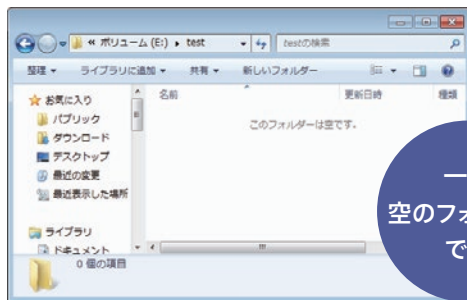 « ボリューム (E:) ▸ test
testの検索
整理 ▼ ライブラリに追加 ▼ 共有 ▼ 新しいフォルダー
お気に入り
パブリック
ダウンロード
デスクトップ
最近の変更
最近表示した場所
ライブラリ
ドキュメント
名前 更新日時 種類
このフォルダーは空です。
0 個の項目
一
空のフォ
で